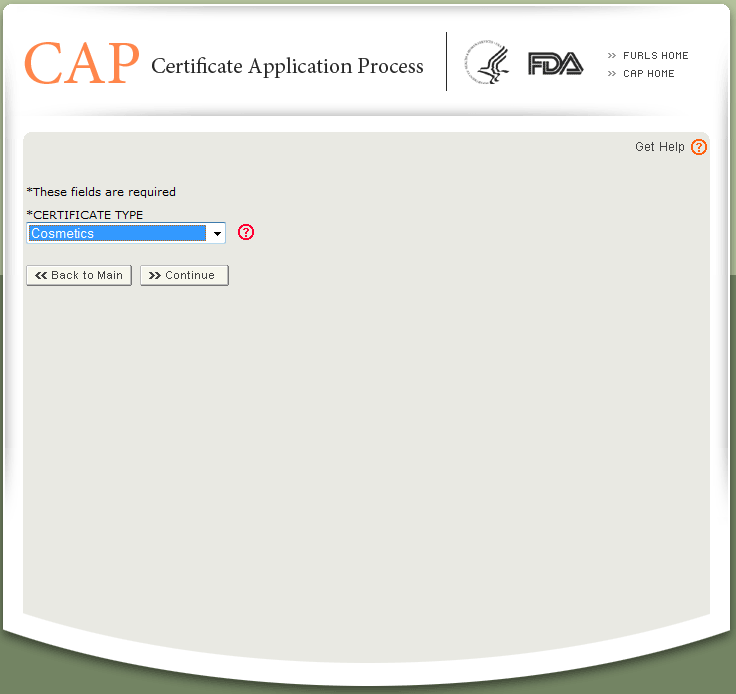 CAP Certificate Application Process
FDA
>> FURLS HOME
>> CAP HOME
Get Help ?
*These fields are required
*CERTIFICATE TYPE
Cosmetics ?
<< Back to Main >> Continue